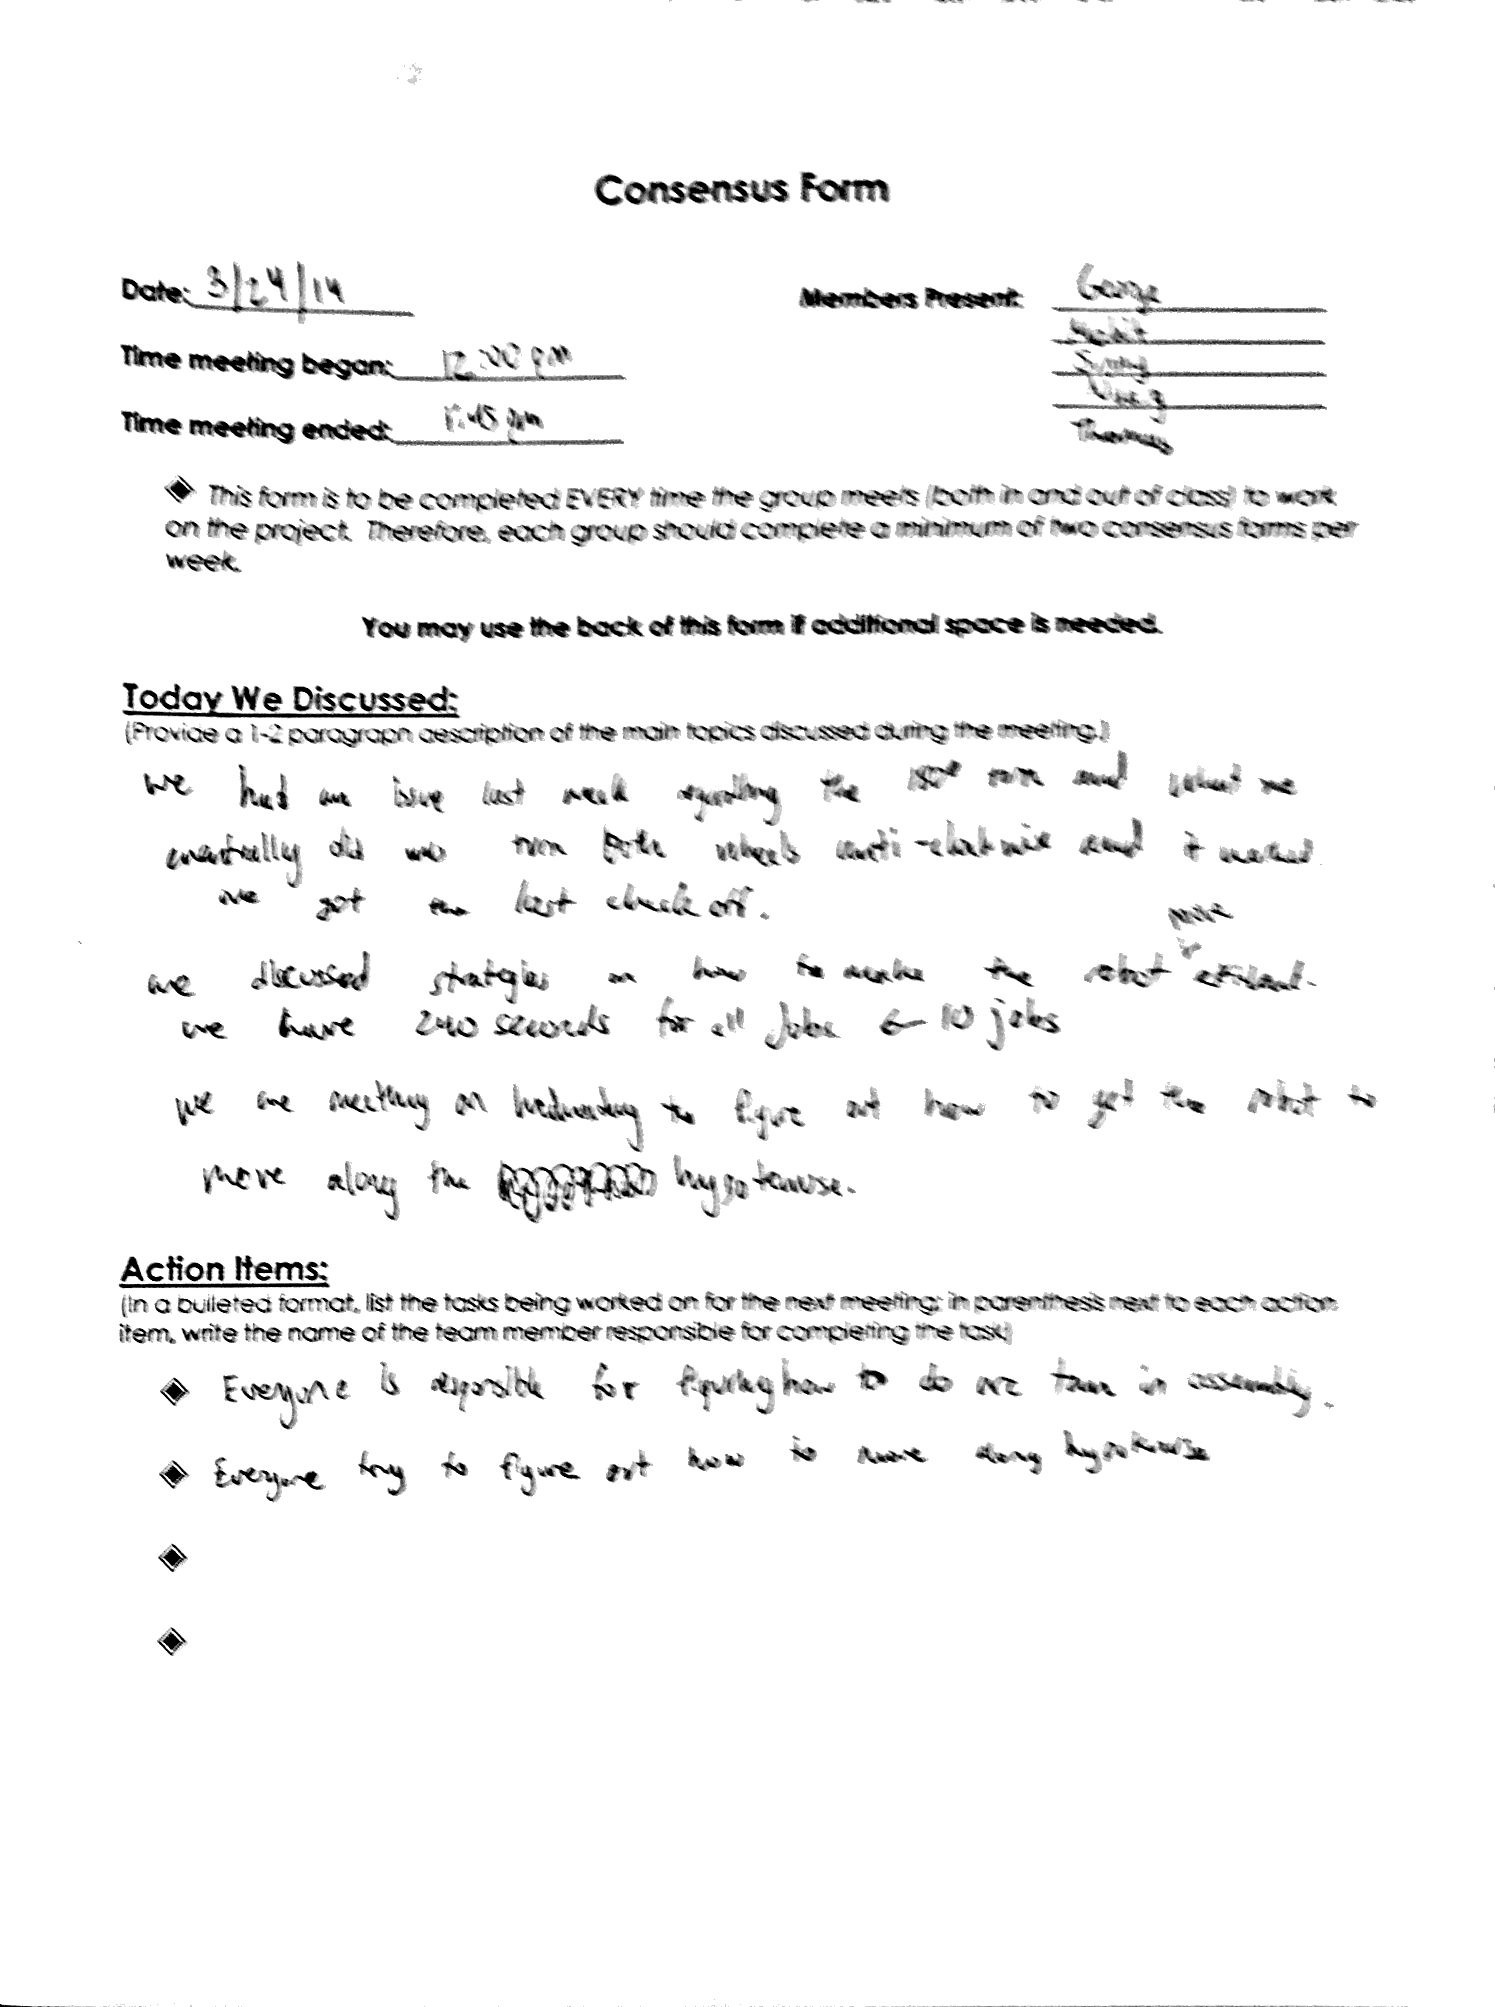 Consensus Form
Date: 3/24/14
Members Present: George
Time meeting began: 12:00 pm
Time meeting ended: 1:45 pm
Thomas
◈ This form is to be completed EVERY time the group meets (both in and out of class) to work
on the project. Therefore, each group should complete a minimum of two consensus forms per
week.
You may use the back of this form if additional space is needed.
Today We Discussed:
(Provide a 1-2 paragraph description of the main topics discussed during the meeting.)
we had an issue last week regarding the 180° turn and what we
eventually did was turn both wheels anti-clockwise and it worked
we got the last check off.
more
we discussed strategies on how to make the robot efficient.
we have 240 seconds for all jobs ← 10 jobs
we are meeting on Wednesday to figure out how to get the robot to
move along the hypotenuse.
Action Items:
(In a bulleted format, list the tasks being worked on for the next meeting; in parenthesis next to each action
item, write the name of the team member responsible for completing the task)
◈ Everyone is responsible for figuring how to do arc turn in assembly.
◈ Everyone try to figure out how to move along hypotenuse
◈
◈